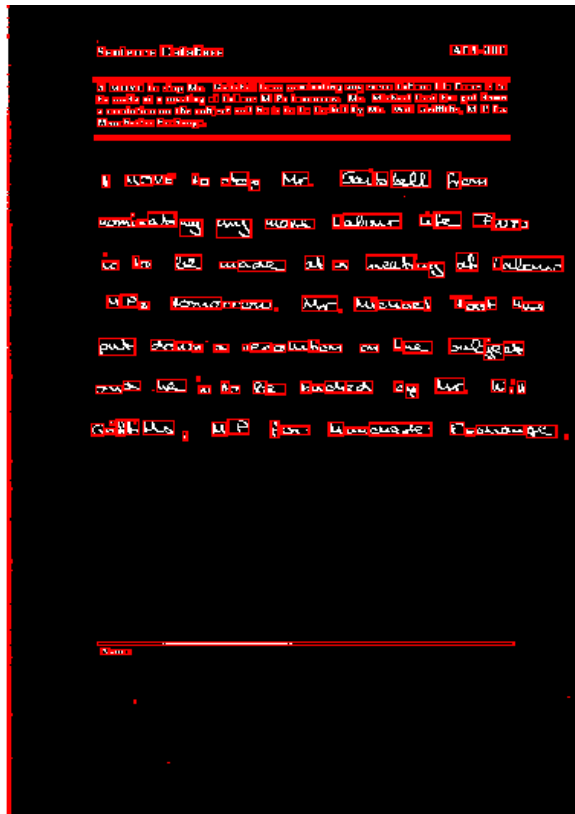 Sentence Database
A MOVE to stop Mr. Gaitskell from nominating any more Labour Life Peers is to
be made at a meeting of Labour M Ps tomorrow. Mr. Michael Foot has put down
a resolution on the subject and he is to be backed by Mr. Will Griffiths, M P for
Manchester Exchange.
A MOVE to stop Mr. Gaitskell from
nominating any more Labour Life Peers
is to be made at a meeting of Labour
M Ps tomorrow. Mr. Michael Foot has
put down a resolution on the subject
and he is to be backed by Mr. Will
Griffiths, M P for Manchester Exchange.
Name: